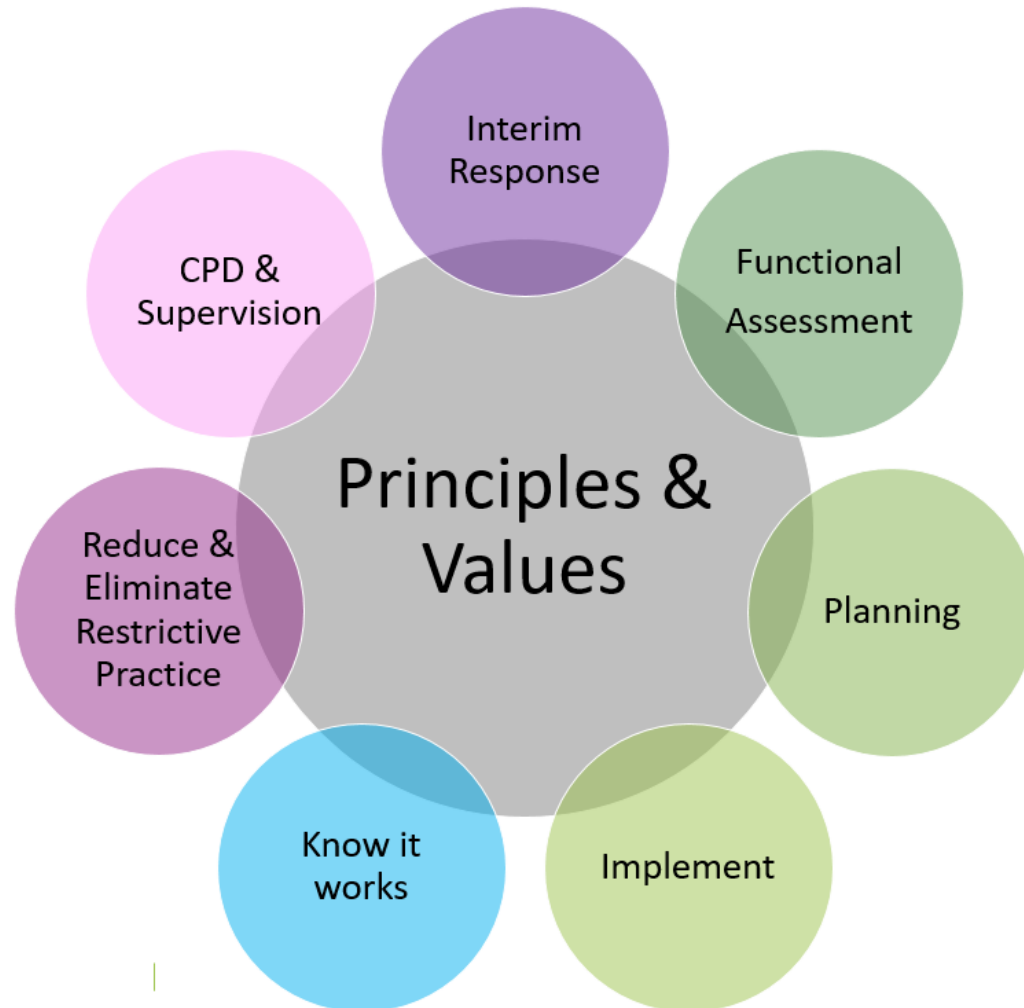 Interim
Response
Functional
Assessment
Planning
Implement
Know it
works
Reduce &
Eliminate
Restrictive
Practice
CPD &
Supervision
Principles &
Values